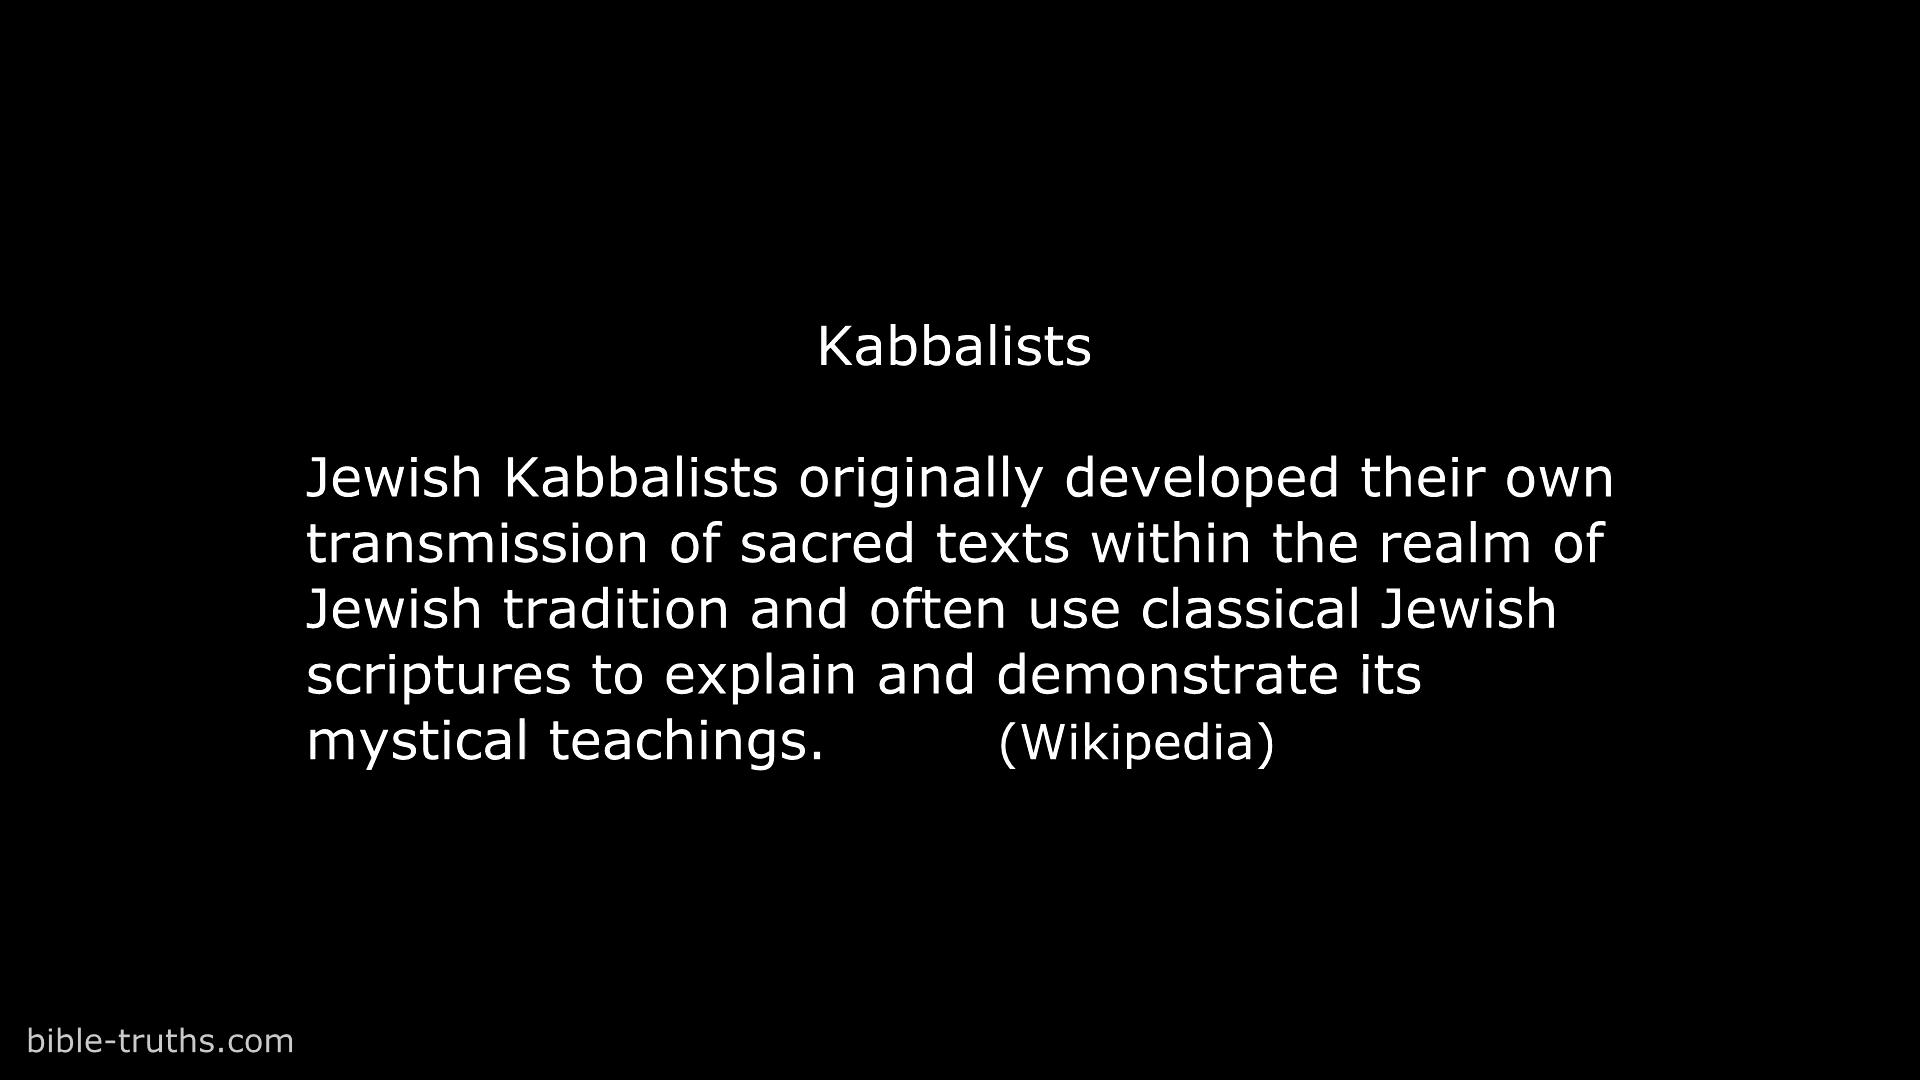 Kabbalists
Jewish Kabbalists originally developed their own
transmission of sacred texts within the realm of
Jewish tradition and often use classical Jewish
scriptures to explain and demonstrate its
mystical teachings. (Wikipedia)
bible-truths.com